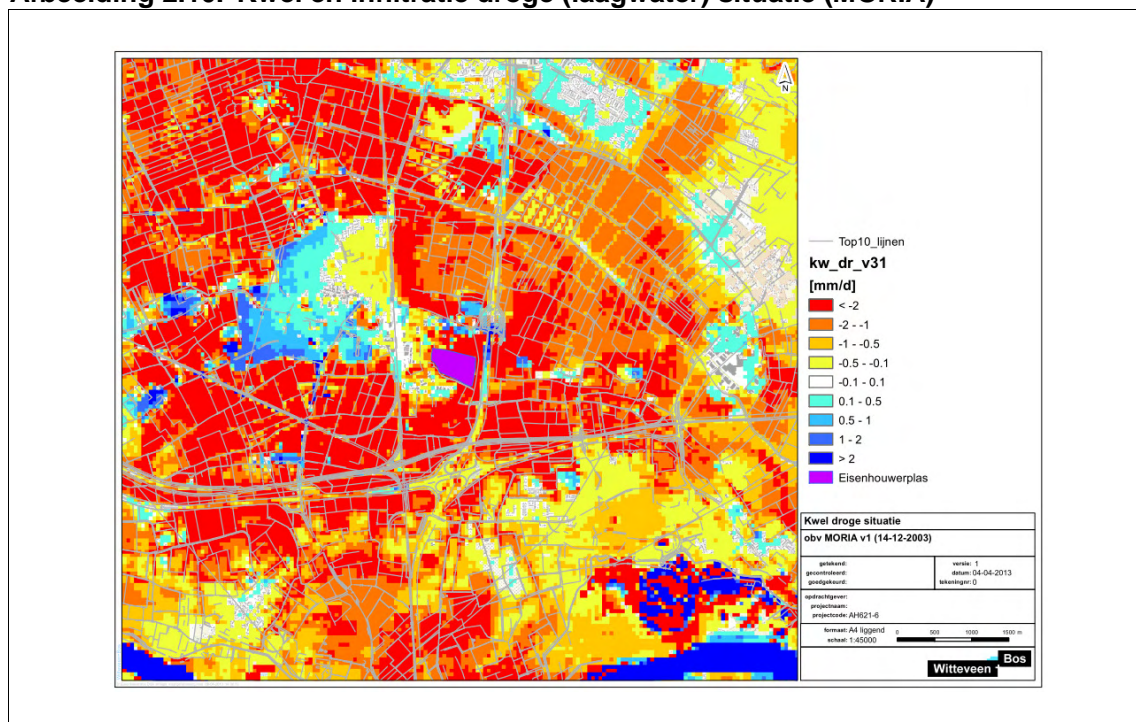 Afbeelding 2.10. Kwel en infiltratie droge (laagwater) situatie (MORIA)
N
Top10_lijnen
kw_dr_v31
[mm/d]
< -2
-2 - -1
-1 - -0.5
-0.5 - -0.1
-0.1 - 0.1
0.1 - 0.5
0.5 - 1
1 - 2
> 2
Eisenhouwerplas
Kwel droge situatie
obv MORIA v1 (14-12-2003)
getekend:
gecontroleerd:
goedgekeurd:
versie: 1
datum: 04-04-2013
tekeningnr: 0
opdrachtgever:
projectnaam:
projectcode: AH621-6
formaat: A4 liggend
schaal: 1:45000
0 500 1000 1500 m
Witteveen
Bos